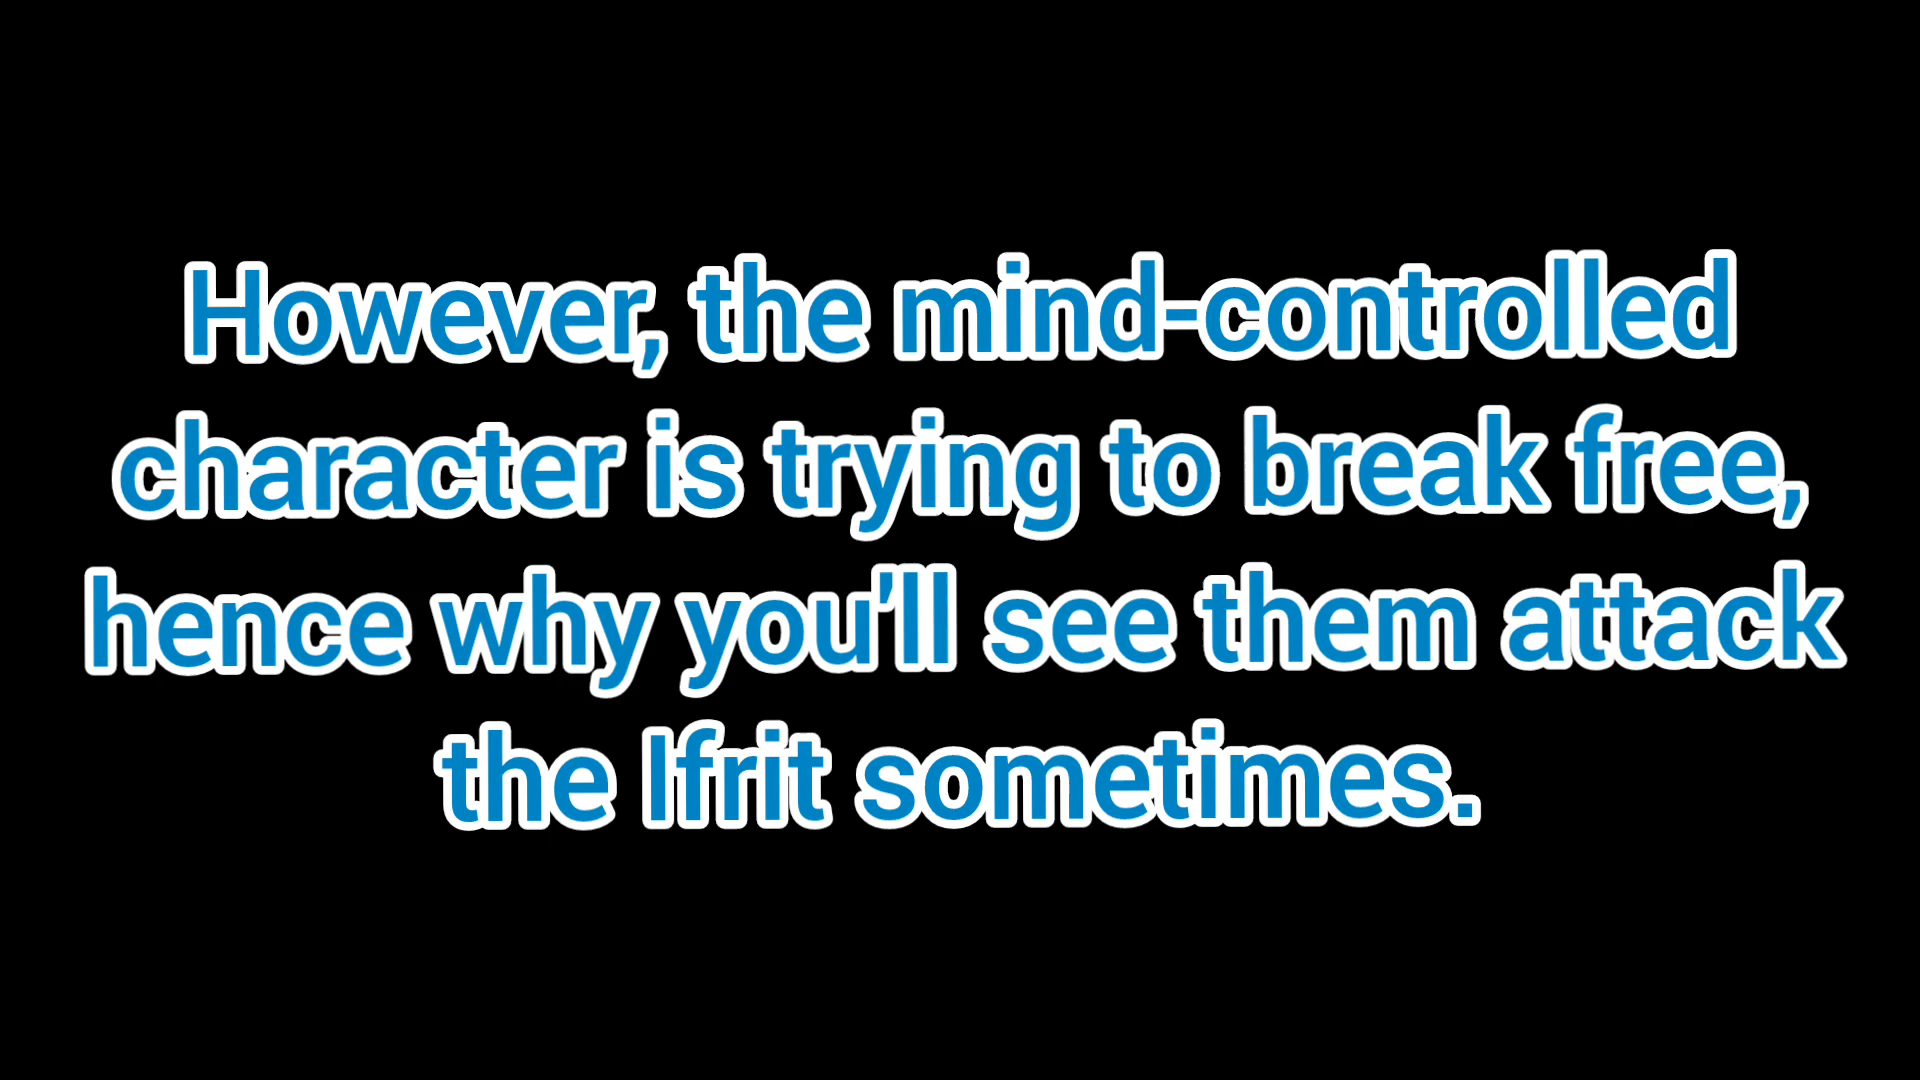 However, the mind-controlled
character is trying to break free,
hence why you'll see them attack
the Ifrit sometimes.